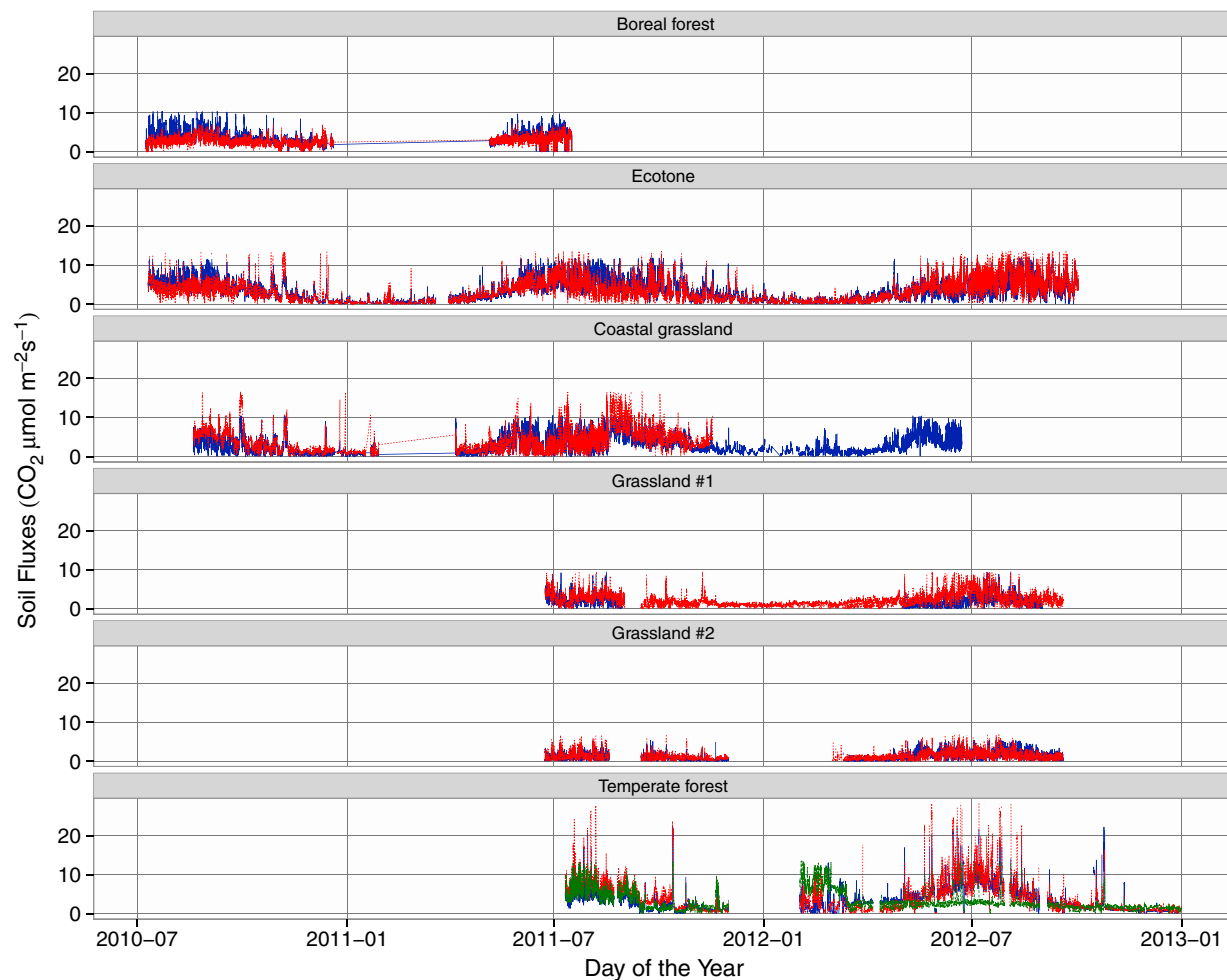 Boreal forest
20
10
0
Ecotone
20
10
0
Coastal grassland
20
10
0
Grassland #1
20
10
0
Grassland #2
20
10
0
Temperate forest
20
10
0
Soil Fluxes (CO₂ μmol m⁻²s⁻¹)
2010−07 2011−01 2011−07 2012−01 2012−07 2013−01
Day of the Year